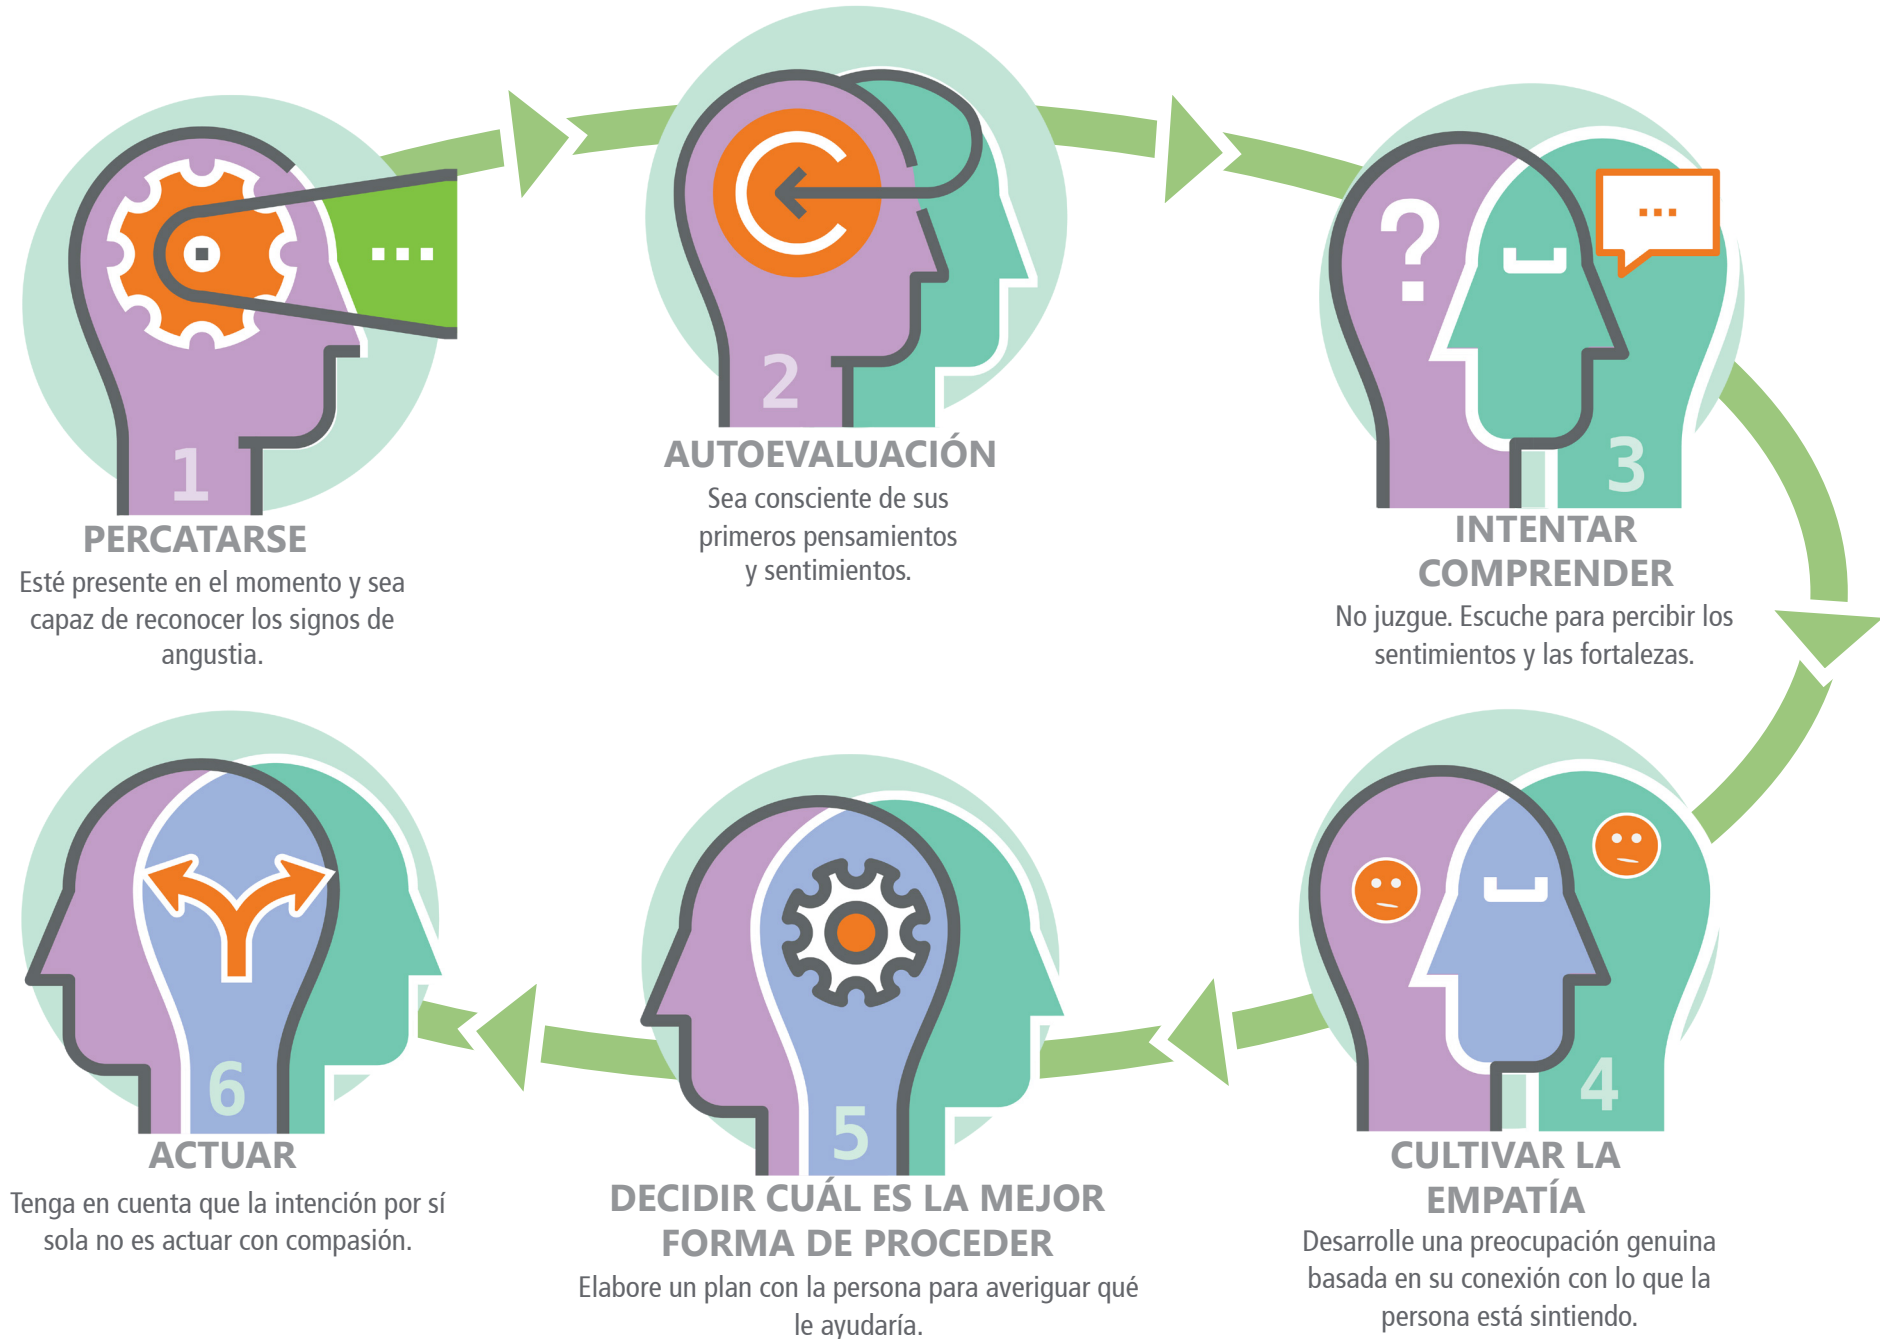 1
PERCATARSE
Esté presente en el momento y sea
capaz de reconocer los signos de
angustia.
2
AUTOEVALUACIÓN
Sea consciente de sus
primeros pensamientos
y sentimientos.
?
...
3
INTENTAR
COMPRENDER
No juzgue. Escuche para percibir los
sentimientos y las fortalezas.
4
CULTIVAR LA
EMPATÍA
Desarrolle una preocupación genuina
basada en su conexión con lo que la
persona está sintiendo.
5
DECIDIR CUÁL ES LA MEJOR
FORMA DE PROCEDER
Elabore un plan con la persona para averiguar qué
le ayudaría.
6
ACTUAR
Tenga en cuenta que la intención por sí
sola no es actuar con compasión.